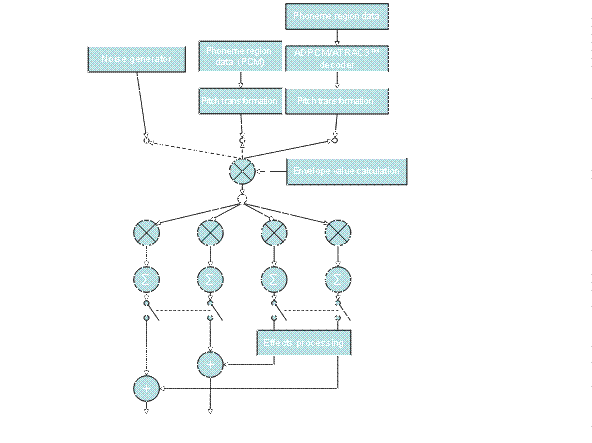 Phoneme region data
Noise generator
Phoneme region
data (PCM)
ADPCM/ATRAC3™
decoder
Pitch transformation
Pitch transformation
Envelope value calculation
Σ
Σ
Σ
Σ
Effects processing
+
+